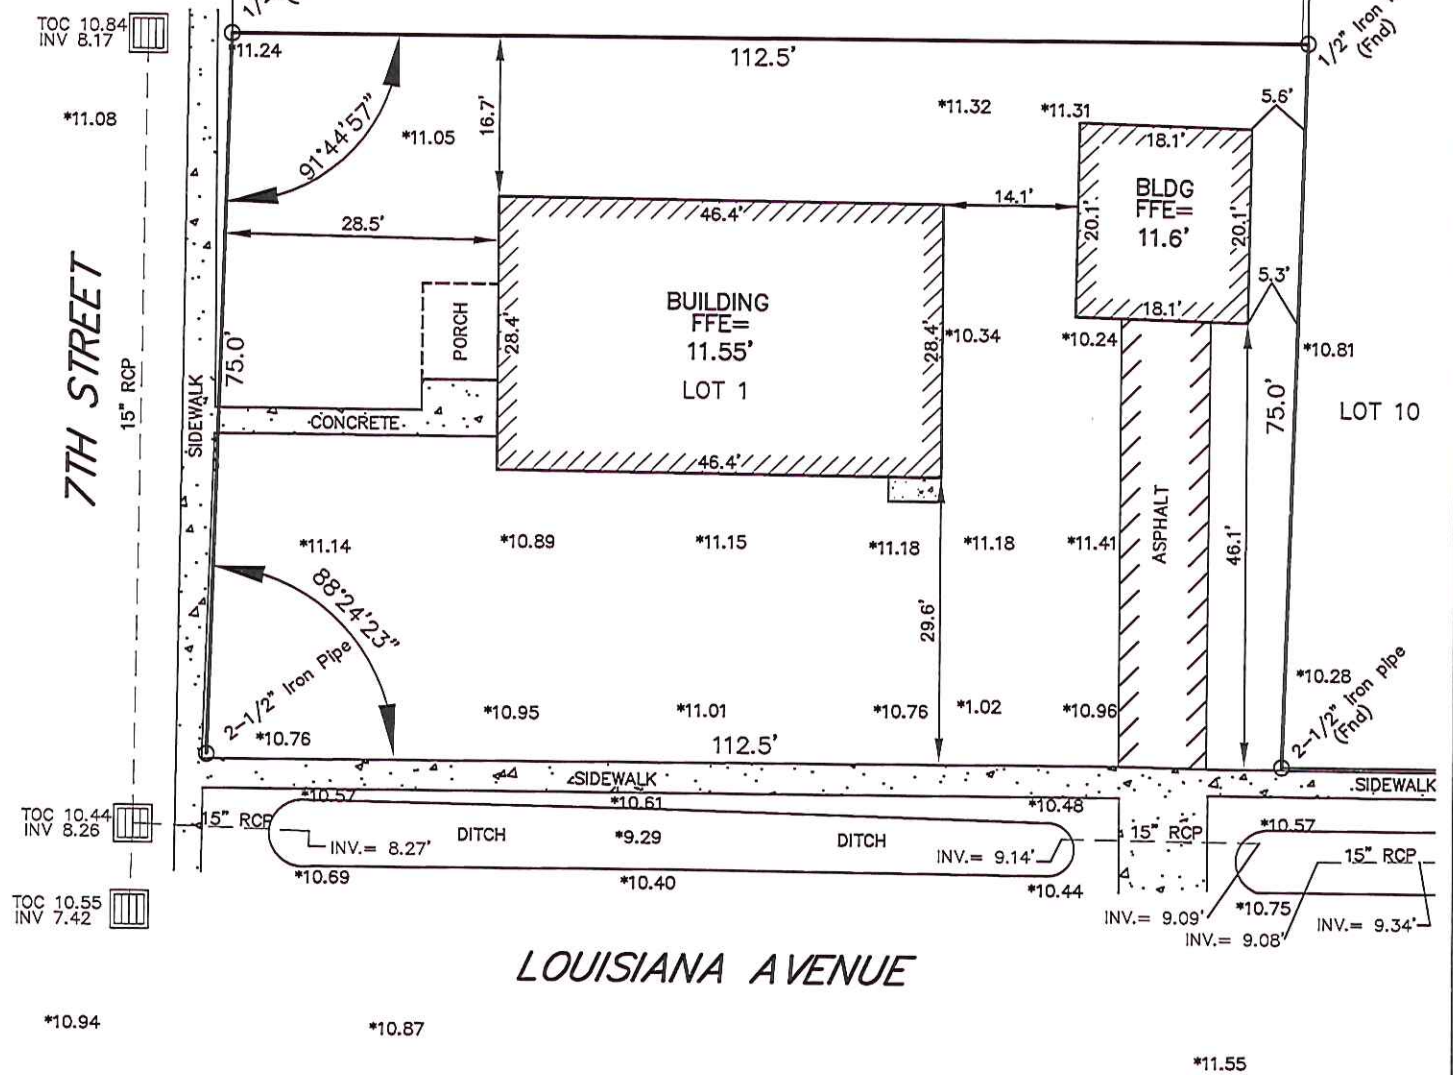 TOC 10.84
INV 8.17
*11.24
112.5'
1/2" Iron
(Fnd)
*11.08
91°44'57"
*11.05
16.7'
*11.32
*11.31
5.6'
18.1'
BLDG
FFE=
11.6'
20.1'
20.1'
18.1'
14.1'
28.5'
46.4'
5.3'
7TH STREET
15" RCP
SIDEWALK
75.0'
PORCH
28.4'
BUILDING
FFE=
11.55'
LOT 1
28.4'
*10.34
*10.24
*10.81
75.0'
LOT 10
CONCRETE
46.4'
ASPHALT
46.1'
*11.14
*10.89
*11.15
*11.18
*11.18
*11.41
88°24'23"
29.6'
2-1/2" Iron Pipe
*10.76
*10.95
*11.01
*10.76
*1.02
*10.96
*10.28
2-1/2" Iron pipe
(Fnd)
112.5'
SIDEWALK
SIDEWALK
*10.57
*10.61
*10.48
*10.57
TOC 10.44
INV 8.26
15" RCP
INV.= 8.27'
DITCH
*9.29
DITCH
INV.= 9.14'
15" RCP
15" RCP
*10.69
*10.40
*10.44
*10.75
TOC 10.55
INV 7.42
INV.= 9.09'
INV.= 9.08'
INV.= 9.34'
LOUISIANA AVENUE
*10.94
*10.87
*11.55